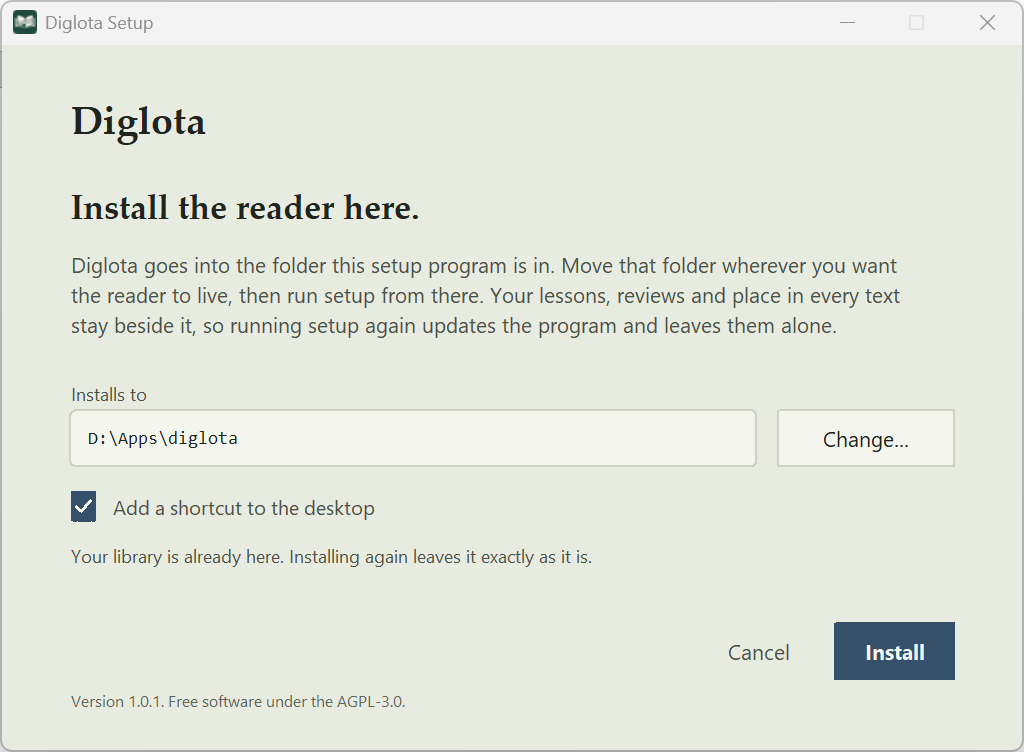 Diglota Setup
Diglota
Install the reader here.
Diglota goes into the folder this setup program is in. Move that folder wherever you want
the reader to live, then run setup from there. Your lessons, reviews and place in every text
stay beside it, so running setup again updates the program and leaves them alone.
Installs to
D:\Apps\diglota
Change...
Add a shortcut to the desktop
Your library is already here. Installing again leaves it exactly as it is.
Cancel
Install
Version 1.0.1. Free software under the AGPL-3.0.